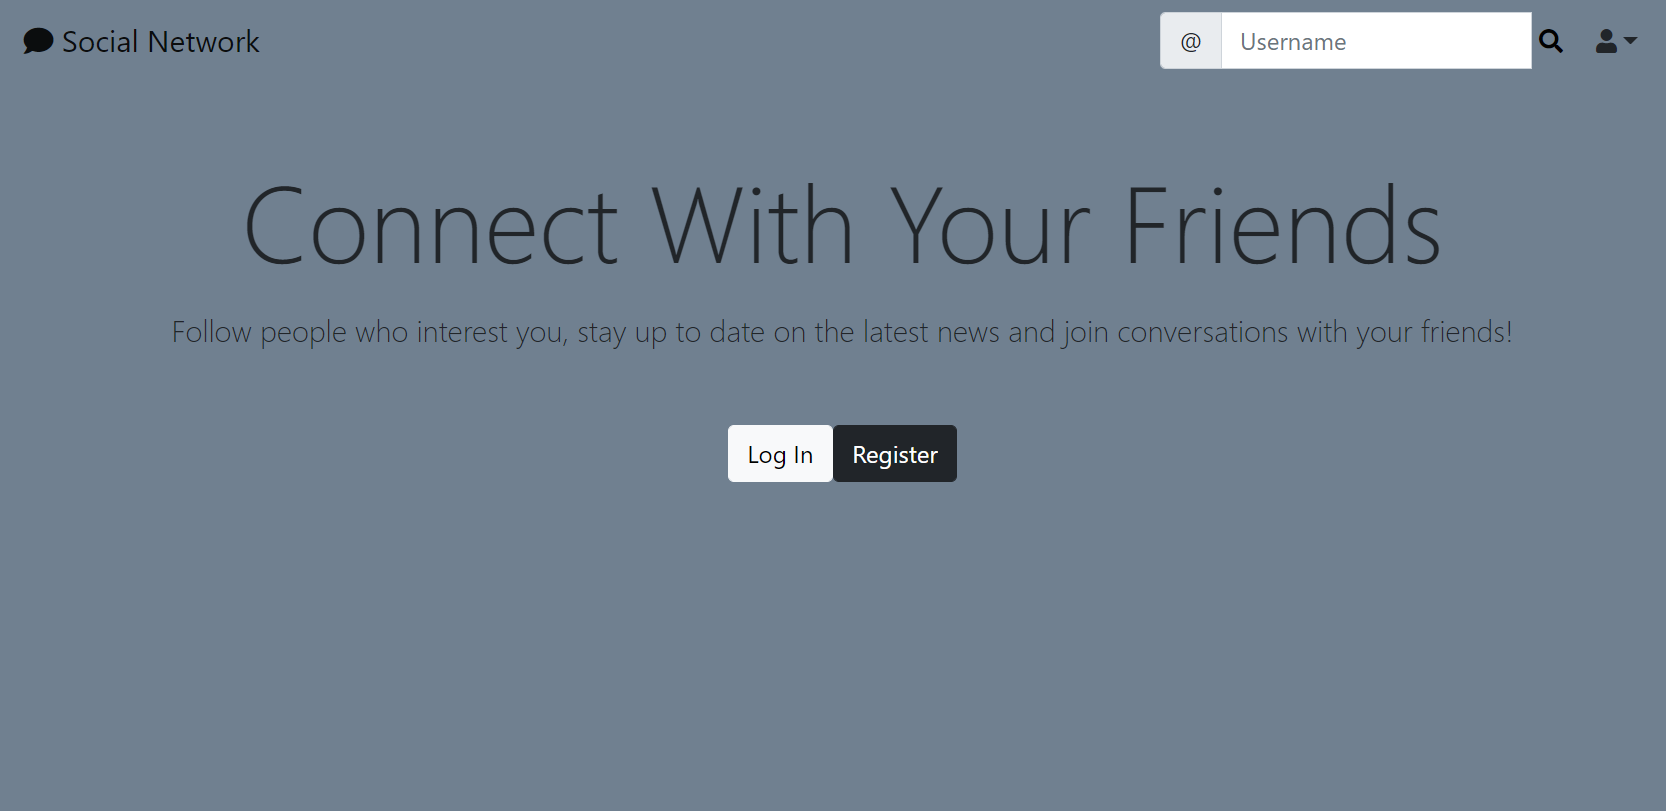 Social Network
@ Username
Connect With Your Friends
Follow people who interest you, stay up to date on the latest news and join conversations with your friends!
Log In Register